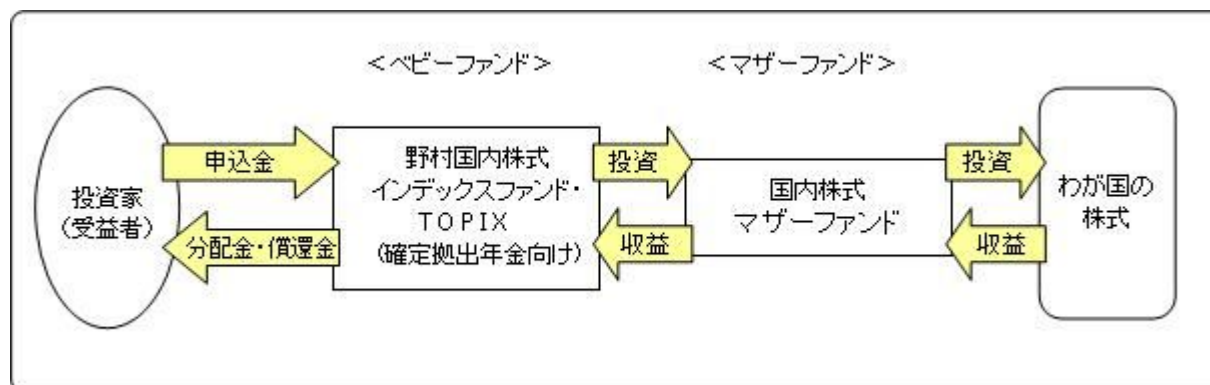 ＜ベビーファンド＞
＜マザーファンド＞
投資家
(受益者)
申込金
分配金・償還金
野村国内株式
インデックスファンド・
ＴＯＰＩＸ
(確定拠出年金向け)
投資
収益
国内株式
マザーファンド
投資
収益
わが国の
株式